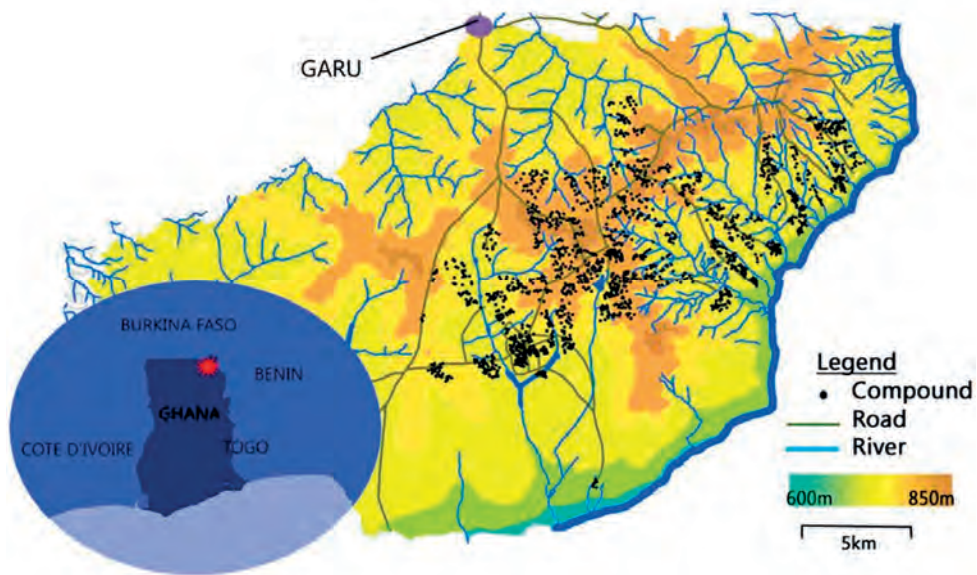 GARU
BURKINA FASO
BENIN
GHANA
COTE D'IVOIRE
TOGO
Legend
Compound
Road
River
600m
850m
5km